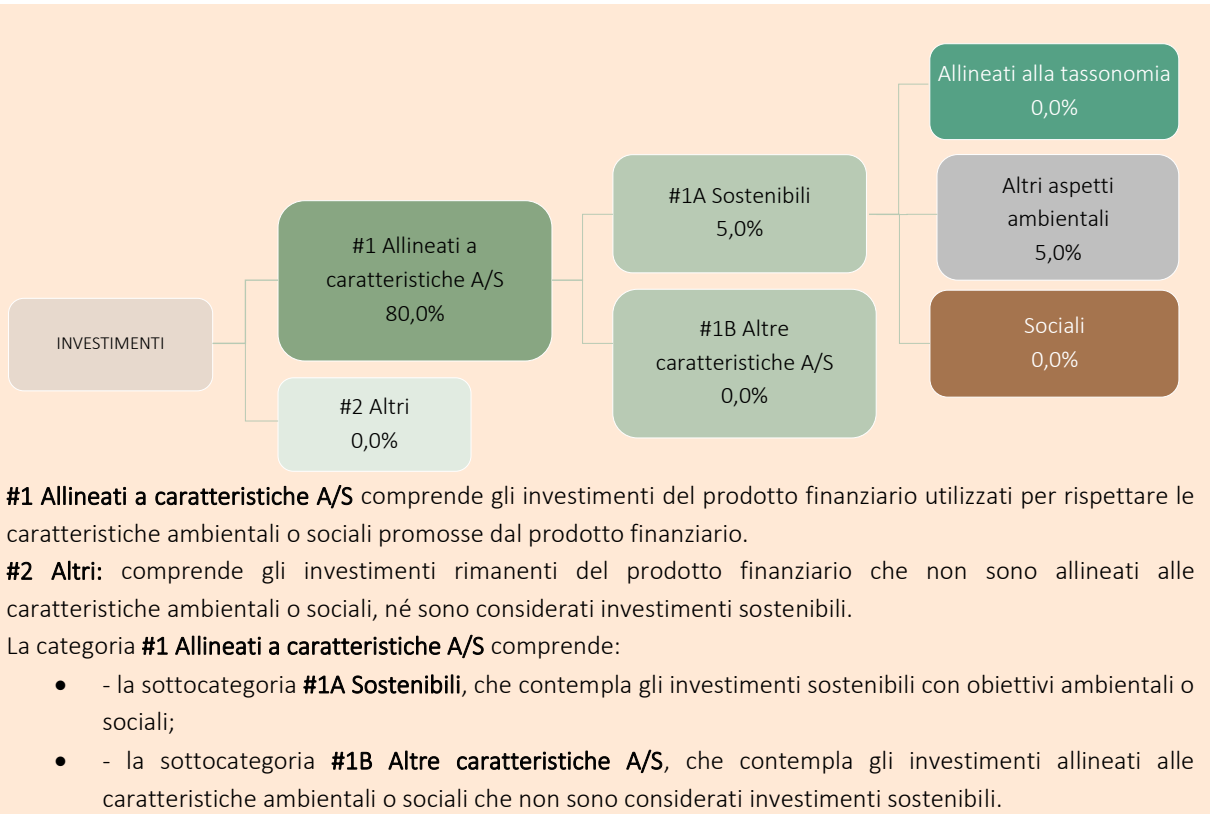 INVESTIMENTI
#1 Allineati a
caratteristiche A/S
80,0%
#2 Altri
0,0%
#1A Sostenibili
5,0%
#1B Altre
caratteristiche A/S
0,0%
Allineati alla tassonomia
0,0%
Altri aspetti
ambientali
5,0%
Sociali
0,0%
#1 Allineati a caratteristiche A/S comprende gli investimenti del prodotto finanziario utilizzati per rispettare le
caratteristiche ambientali o sociali promosse dal prodotto finanziario.
#2 Altri: comprende gli investimenti rimanenti del prodotto finanziario che non sono allineati alle
caratteristiche ambientali o sociali, né sono considerati investimenti sostenibili.
La categoria #1 Allineati a caratteristiche A/S comprende:
• - la sottocategoria #1A Sostenibili, che contempla gli investimenti sostenibili con obiettivi ambientali o
sociali;
• - la sottocategoria #1B Altre caratteristiche A/S, che contempla gli investimenti allineati alle
caratteristiche ambientali o sociali che non sono considerati investimenti sostenibili.